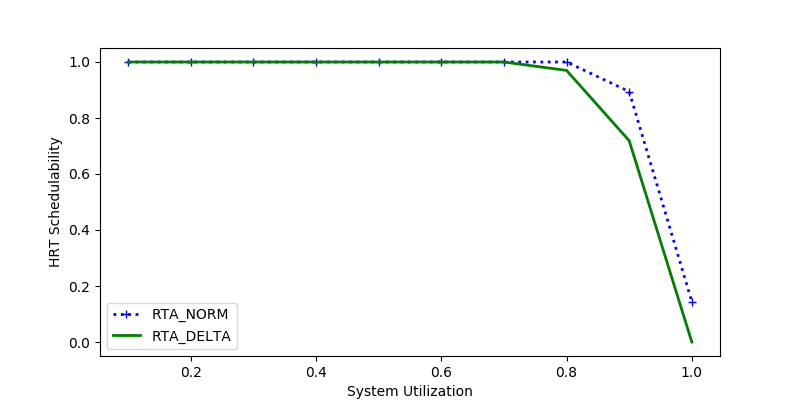 1.0
0.8
0.6
0.4
0.2
0.0
HRT Schedulability
RTA_NORM
RTA_DELTA
0.2 0.4 0.6 0.8 1.0
System Utilization